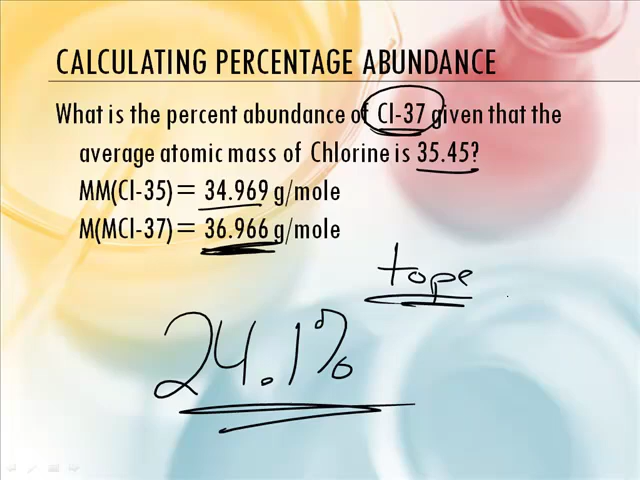 CALCULATING PERCENTAGE ABUNDANCE
What is the percent abundance of Cl-37 given that the
average atomic mass of Chlorine is 35.45?
MM(Cl-35)= 34.969 g/mole
M(MCl-37)= 36.966 g/mole
tope
24.1%